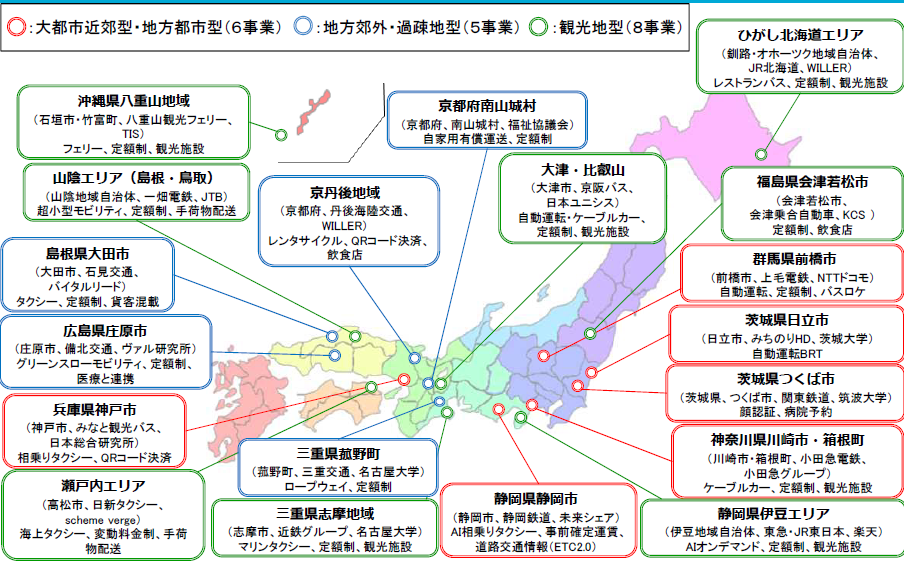 ○:大都市近郊型・地方都市型(6事業) ○:地方郊外・過疎地型(5事業) ○:観光地型(8事業)
ひがし北海道エリア
(釧路・オホーツク地域自治体、
JR北海道、WILLER)
レストランバス、定額制、観光施設
沖縄県八重山地域
(石垣市・竹富町、八重山観光フェリー、
TIS)
フェリー、定額制、観光施設
京都府南山城村
(京都府、南山城村、福祉協議会)
自家用有償運送、定額制
山陰エリア(島根・鳥取)
(山陰地域自治体、一畑電鉄、JTB)
超小型モビリティ、定額制、手荷物配送
京丹後地域
(京都府、丹後海陸交通、
WILLER)
レンタサイクル、QRコード決済、
飲食店
大津・比叡山
(大津市、京阪バス、
日本ユニシス)
自動運転・ケーブルカー、
定額制、観光施設
福島県会津若松市
(会津若松市、
会津乗合自動車、KCS )
定額制、飲食店
島根県大田市
(大田市、石見交通、
バイタルリード)
タクシー、定額制、貨客混載
群馬県前橋市
(前橋市、上毛電鉄、NTTドコモ)
自動運転、定額制、バスロケ
広島県庄原市
(庄原市、備北交通、ヴァル研究所)
グリーンスローモビリティ、定額制、
医療と連携
茨城県日立市
(日立市、みちのりHD、茨城大学)
自動運転BRT
茨城県つくば市
(茨城県、つくば市、関東鉄道、筑波大学)
顔認証、病院予約
兵庫県神戸市
(神戸市、みなと観光バス、
日本総合研究所)
相乗りタクシー、QRコード決済
神奈川県川崎市・箱根町
(川崎市・箱根町、小田急電鉄、
小田急グループ)
ケーブルカー、定額制、観光施設
三重県菰野町
(菰野町、三重交通、名古屋大学)
ロープウェイ、定額制
瀬戸内エリア
(高松市、日新タクシー、
scheme verge)
海上タクシー、変動料金制、手荷
物配送
三重県志摩地域
(志摩市、近鉄グループ、名古屋大学)
マリンタクシー、定額制、観光施設
静岡県静岡市
(静岡市、静岡鉄道、未来シェア)
AI相乗りタクシー、事前確定運賃、
道路交通情報(ETC2.0)
静岡県伊豆エリア
(伊豆地域自治体、東急・JR東日本、楽天)
AIオンデマンド、定額制、観光施設